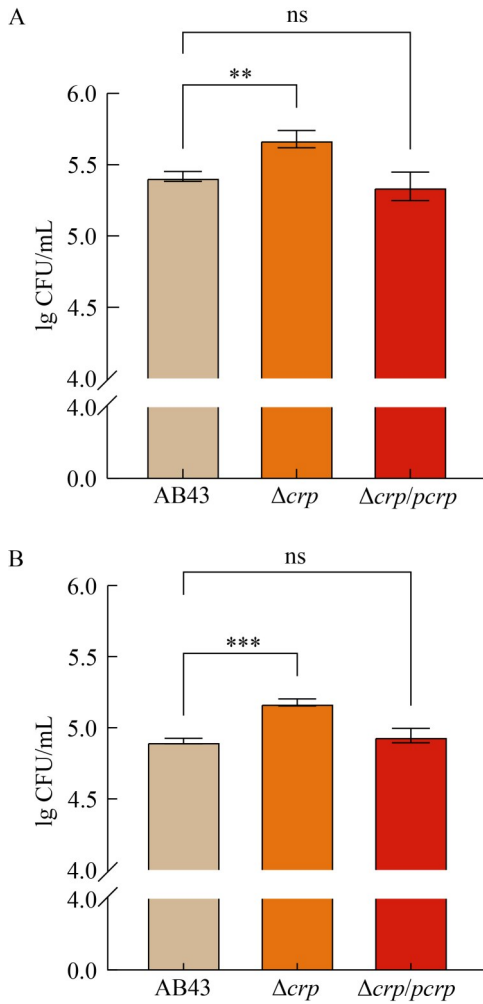 A
ns
**
6.0
5.5
5.0
4.5
4.0
4.0
0.0
lg CFU/mL
AB43
Δcrp
Δcrp/pcrp
B
ns
***
6.0
5.5
5.0
4.5
4.0
4.0
0.0
lg CFU/mL
AB43
Δcrp
Δcrp/pcrp